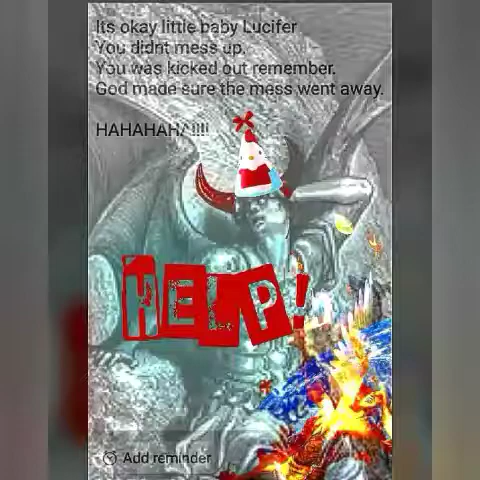 Its okay little baby Lucifer
You didnt mess up.
You was kicked out remember.
God made sure the mess went away.
HAHAHAHA!!!!
HELP!
Add reminder